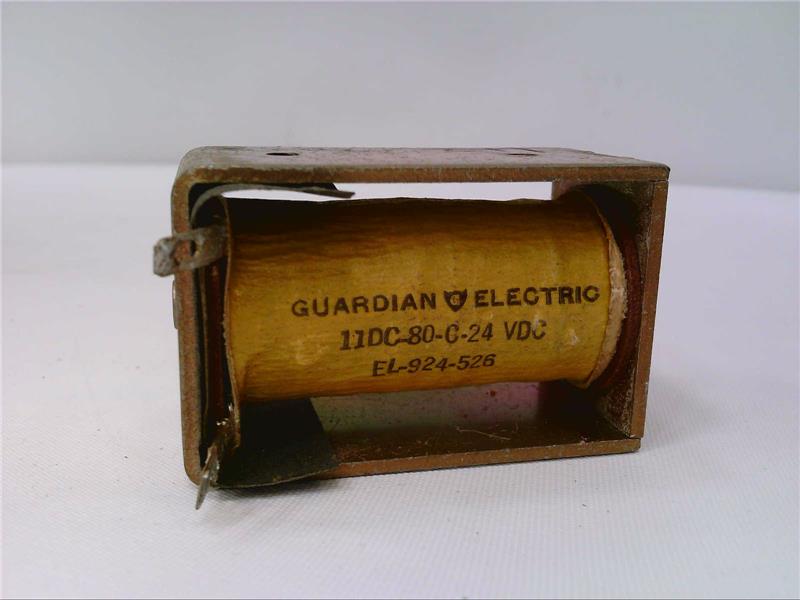 GUARDIAN G ELECTRIC
11DC-80-C-24 VDC
EL-924-526